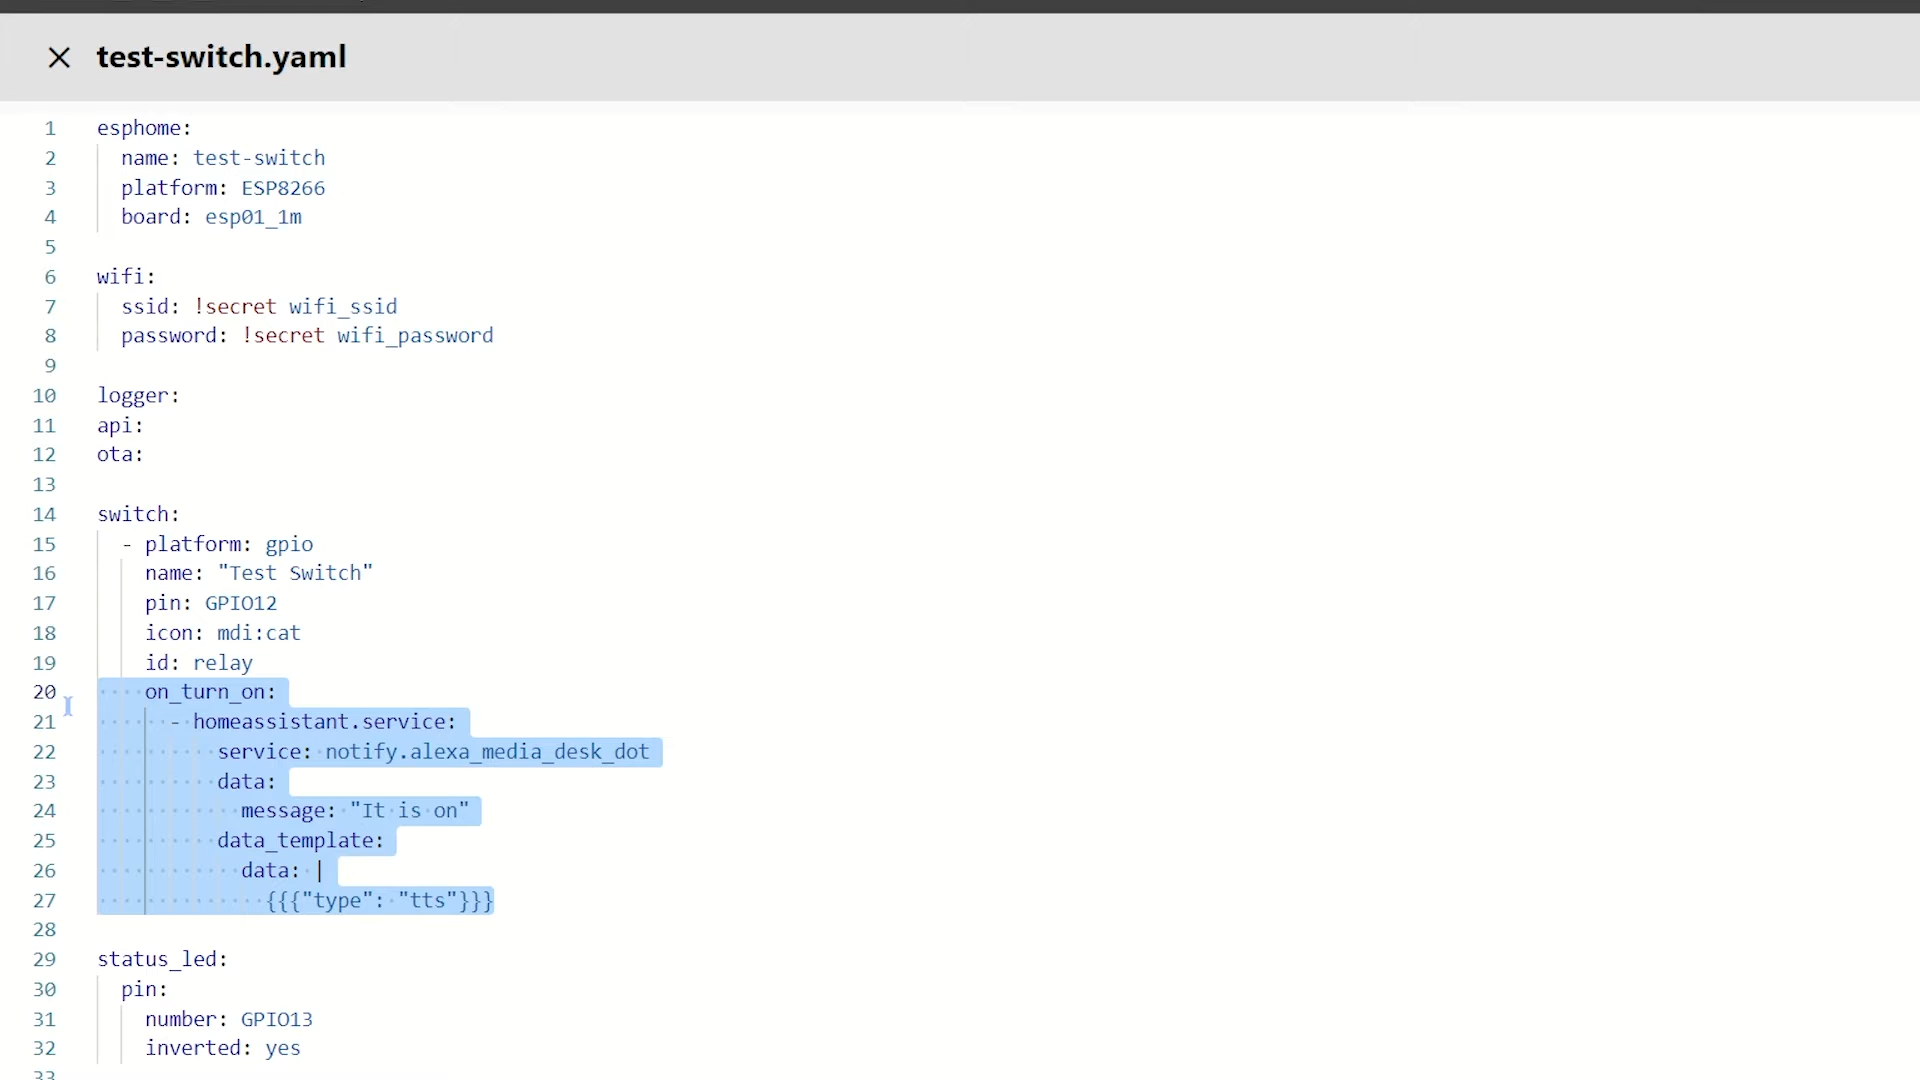 test-switch.yaml
1 esphome:
2 name: test-switch
3 platform: ESP8266
4 board: esp01_1m
5
6 wifi:
7 ssid: !secret wifi_ssid
8 password: !secret wifi_password
9
10 logger:
11 api:
12 ota:
13
14 switch:
15 - platform: gpio
16 name: "Test Switch"
17 pin: GPIO12
18 icon: mdi:cat
19 id: relay
20 on_turn_on:
21 - homeassistant.service:
22 service: notify.alexa_media_desk_dot
23 data:
24 message: "It is on"
25 data_template:
26 data: |
27 {{{"type": "tts"}}}
28
29 status_led:
30 pin:
31 number: GPIO13
32 inverted: yes
33